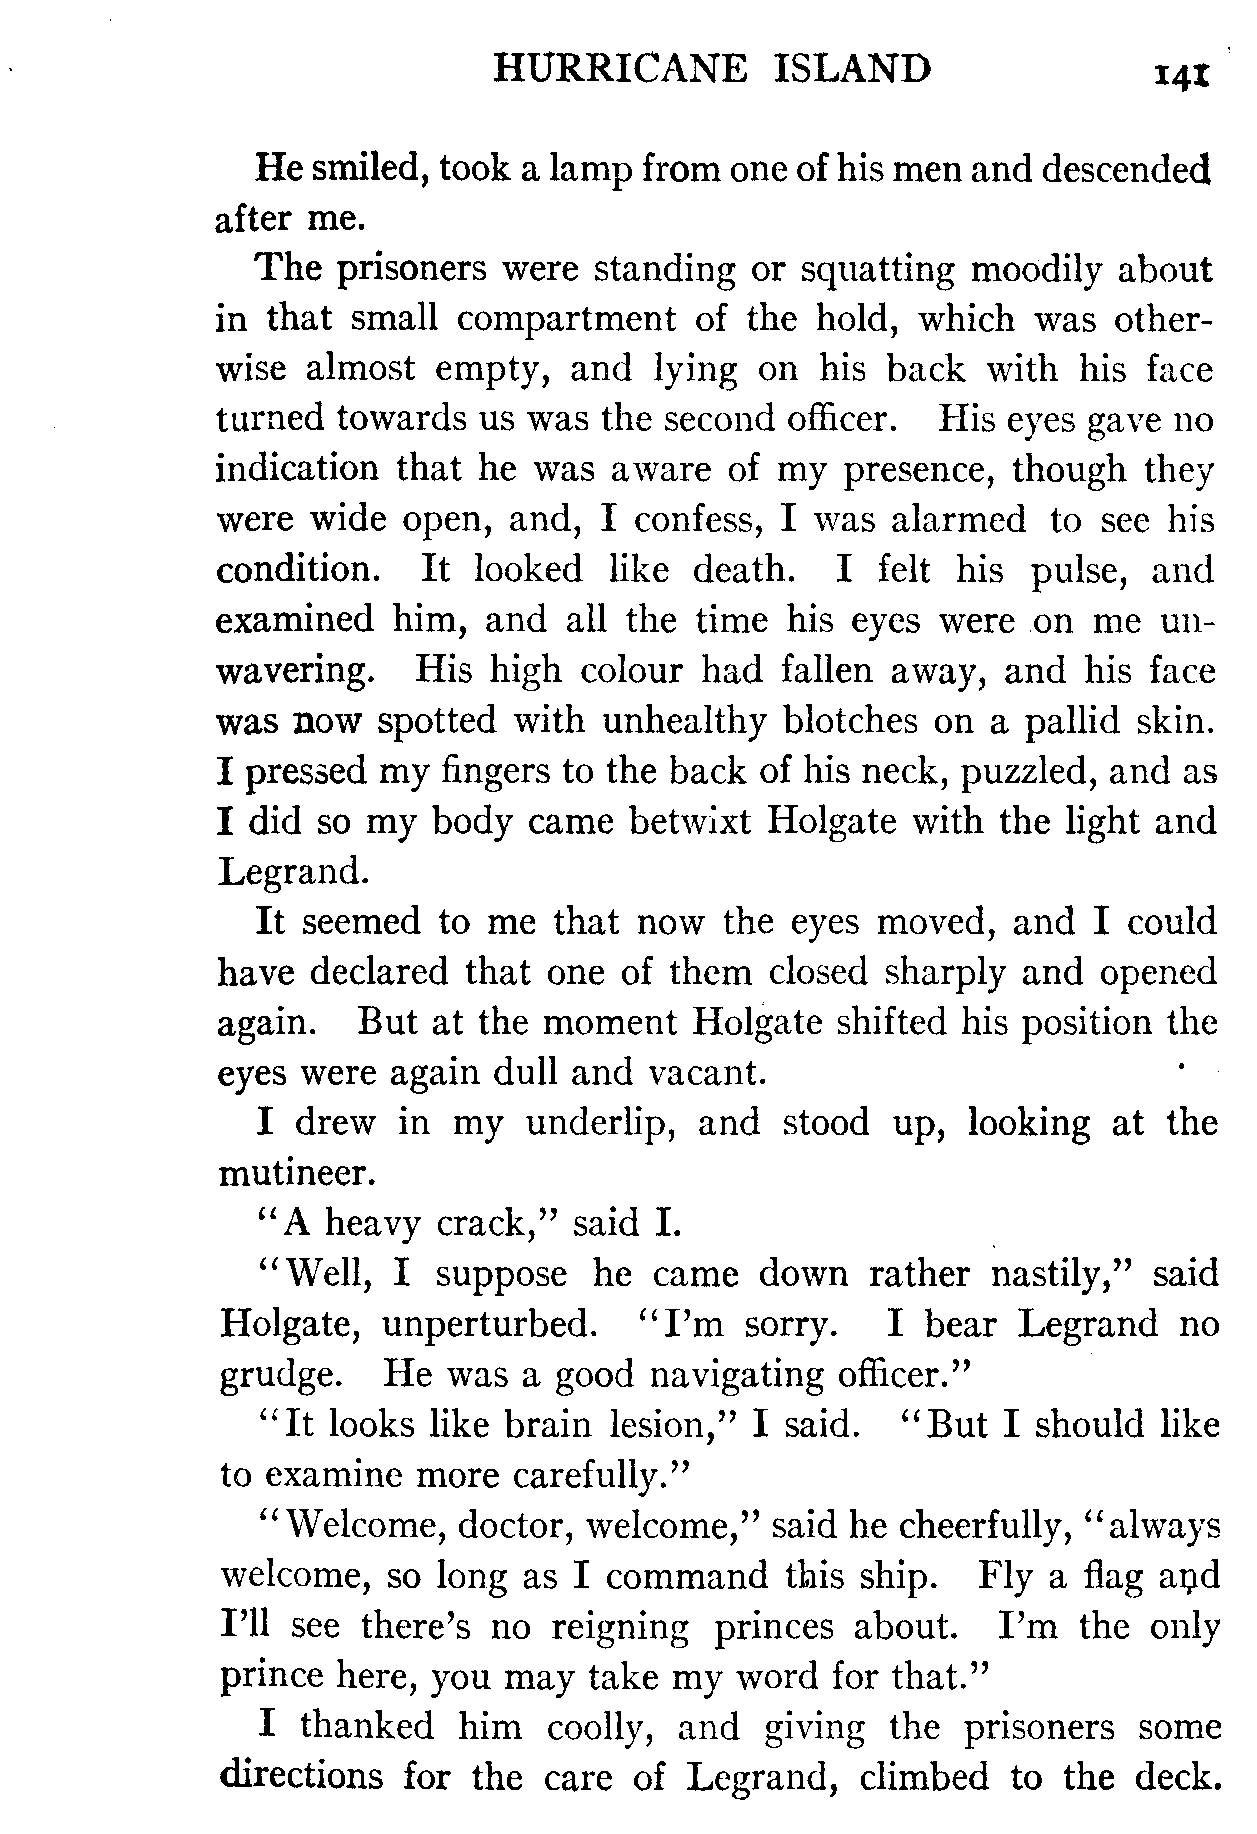 HURRICANE ISLAND 141
He smiled, took a lamp from one of his men and descended
after me.
The prisoners were standing or squatting moodily about
in that small compartment of the hold, which was other-
wise almost empty, and lying on his back with his face
turned towards us was the second officer. His eyes gave no
indication that he was aware of my presence, though they
were wide open, and, I confess, I was alarmed to see his
condition. It looked like death. I felt his pulse, and
examined him, and all the time his eyes were on me un-
wavering. His high colour had fallen away, and his face
was now spotted with unhealthy blotches on a pallid skin.
I pressed my fingers to the back of his neck, puzzled, and as
I did so my body came betwixt Holgate with the light and
Legrand.
It seemed to me that now the eyes moved, and I could
have declared that one of them closed sharply and opened
again. But at the moment Holgate shifted his position the
eyes were again dull and vacant.
I drew in my underlip, and stood up, looking at the
mutineer.
"A heavy crack," said I.
"Well, I suppose he came down rather nastily," said
Holgate, unperturbed. "I'm sorry. I bear Legrand no
grudge. He was a good navigating officer."
"It looks like brain lesion," I said. "But I should like
to examine more carefully."
"Welcome, doctor, welcome," said he cheerfully, "always
welcome, so long as I command this ship. Fly a flag and
I'll see there's no reigning princes about. I'm the only
prince here, you may take my word for that."
I thanked him coolly, and giving the prisoners some
directions for the care of Legrand, climbed to the deck.